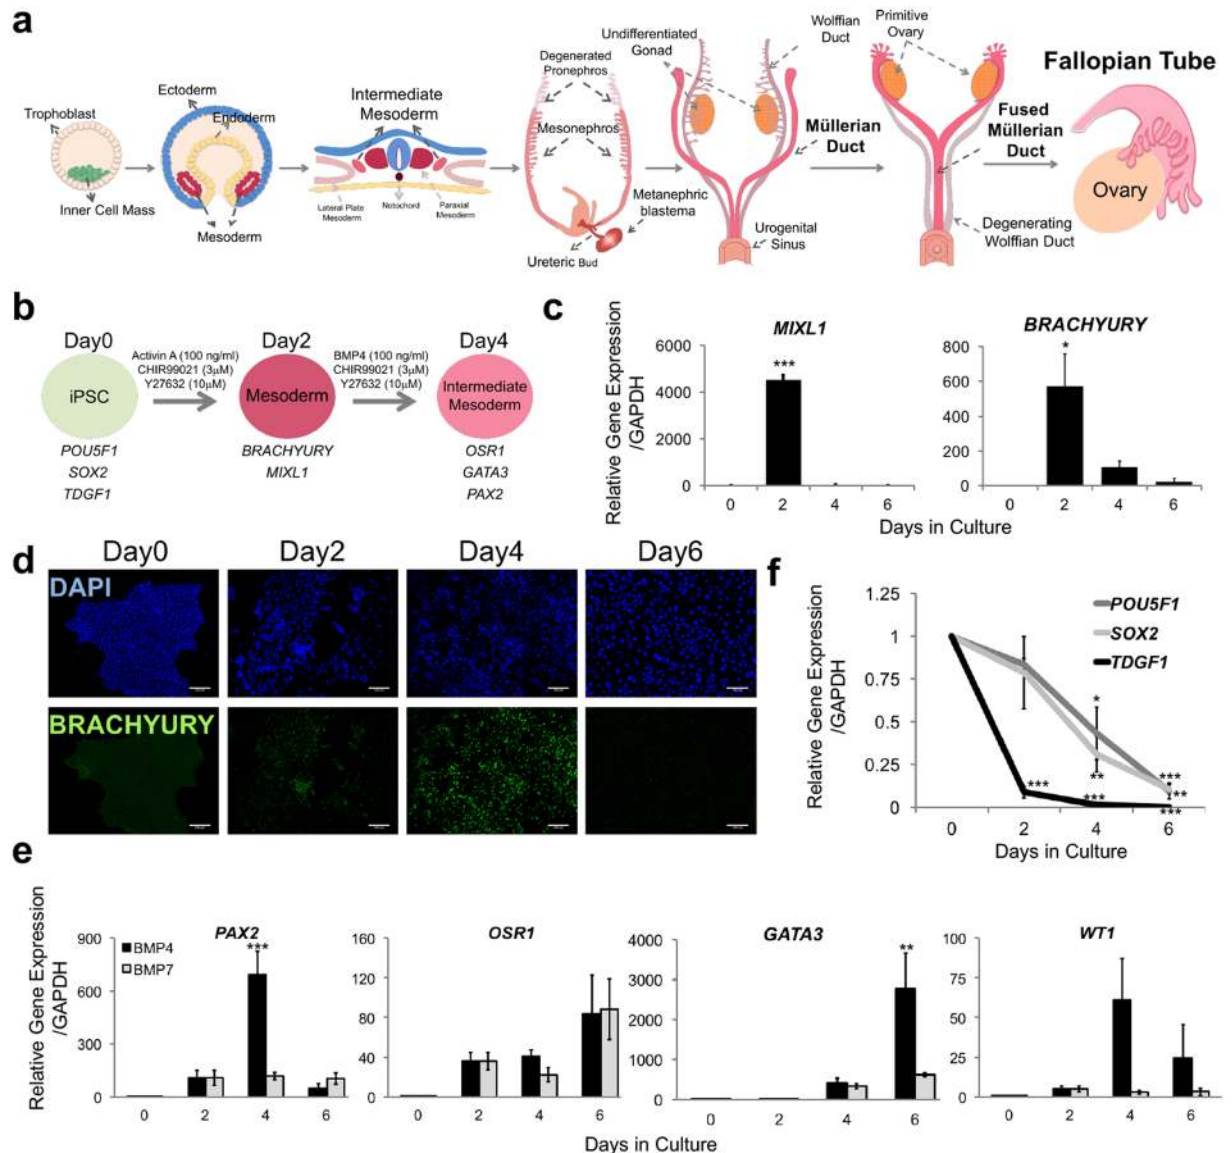 a
Trophoblast
Inner Cell Mass
Ectoderm
Endoderm
Mesoderm
Intermediate
Mesoderm
Lateral Plate
Mesoderm
Notochord
Paraxial
Mesoderm
Degenerated
Pronephros
Mesonephros
Ureteric Bud
Metanephric
blastema
Undifferentiated
Gonad
Wolffian
Duct
Müllerian
Duct
Urogenital
Sinus
Primitive
Ovary
Fused
Müllerian
Duct
Degenerating
Wolffian Duct
Fallopian Tube
Ovary
b
Day0
iPSC
POU5F1
SOX2
TDGF1
Activin A (100 ng/ml)
CHIR99021 (3µM)
Y27632 (10µM)
Day2
Mesoderm
BRACHYURY
MIXL1
BMP4 (100 ng/ml)
CHIR99021 (3µM)
Y27632 (10µM)
Day4
Intermediate
Mesoderm
OSR1
GATA3
PAX2
c
Relative Gene Expression
/GAPDH
MIXL1
6000
4000
2000
0
***
0 2 4 6
BRACHYURY
800
600
400
200
0
*
0 2 4 6
Days in Culture
d
Day0 Day2 Day4 Day6
DAPI
BRACHYURY
f
Relative Gene Expression
/GAPDH
1.25
1
0.75
0.5
0.25
0
POU5F1
SOX2
TDGF1
*
***
**
***
***
**
***
0 2 4 6
Days in Culture
e
Relative Gene Expression
/GAPDH
PAX2
900
600
300
0
BMP4
BMP7
***
0 2 4 6
OSR1
160
120
80
40
0
0 2 4 6
GATA3
4000
3000
2000
1000
0
**
0 2 4 6
WT1
100
75
50
25
0
0 2 4 6
Days in Culture